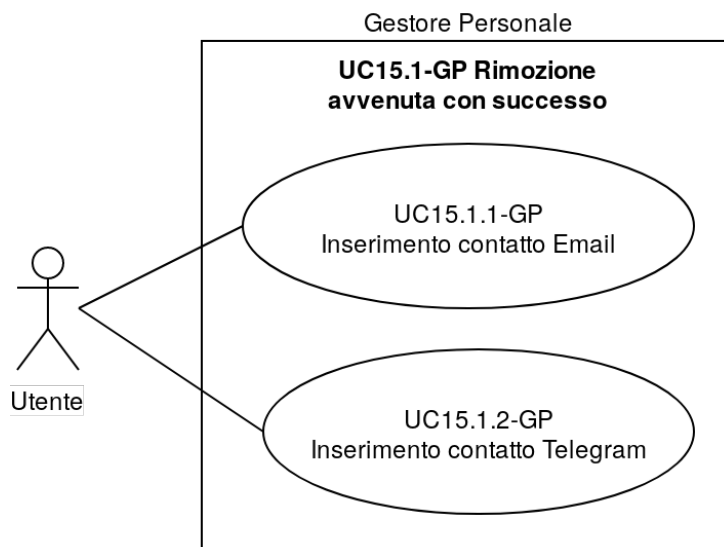 Gestore Personale
UC15.1-GP Rimozione
avvenuta con successo
UC15.1.1-GP
Inserimento contatto Email
Utente
UC15.1.2-GP
Inserimento contatto Telegram